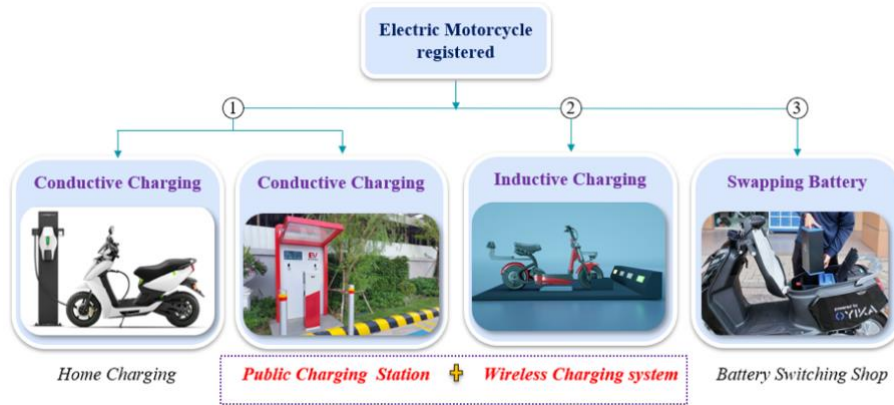 Electric Motorcycle
registered
1
2
3
Conductive Charging
Conductive Charging
Inductive Charging
Swapping Battery
EV
OYIKA
Home Charging
Public Charging Station + Wireless Charging system
Battery Switching Shop